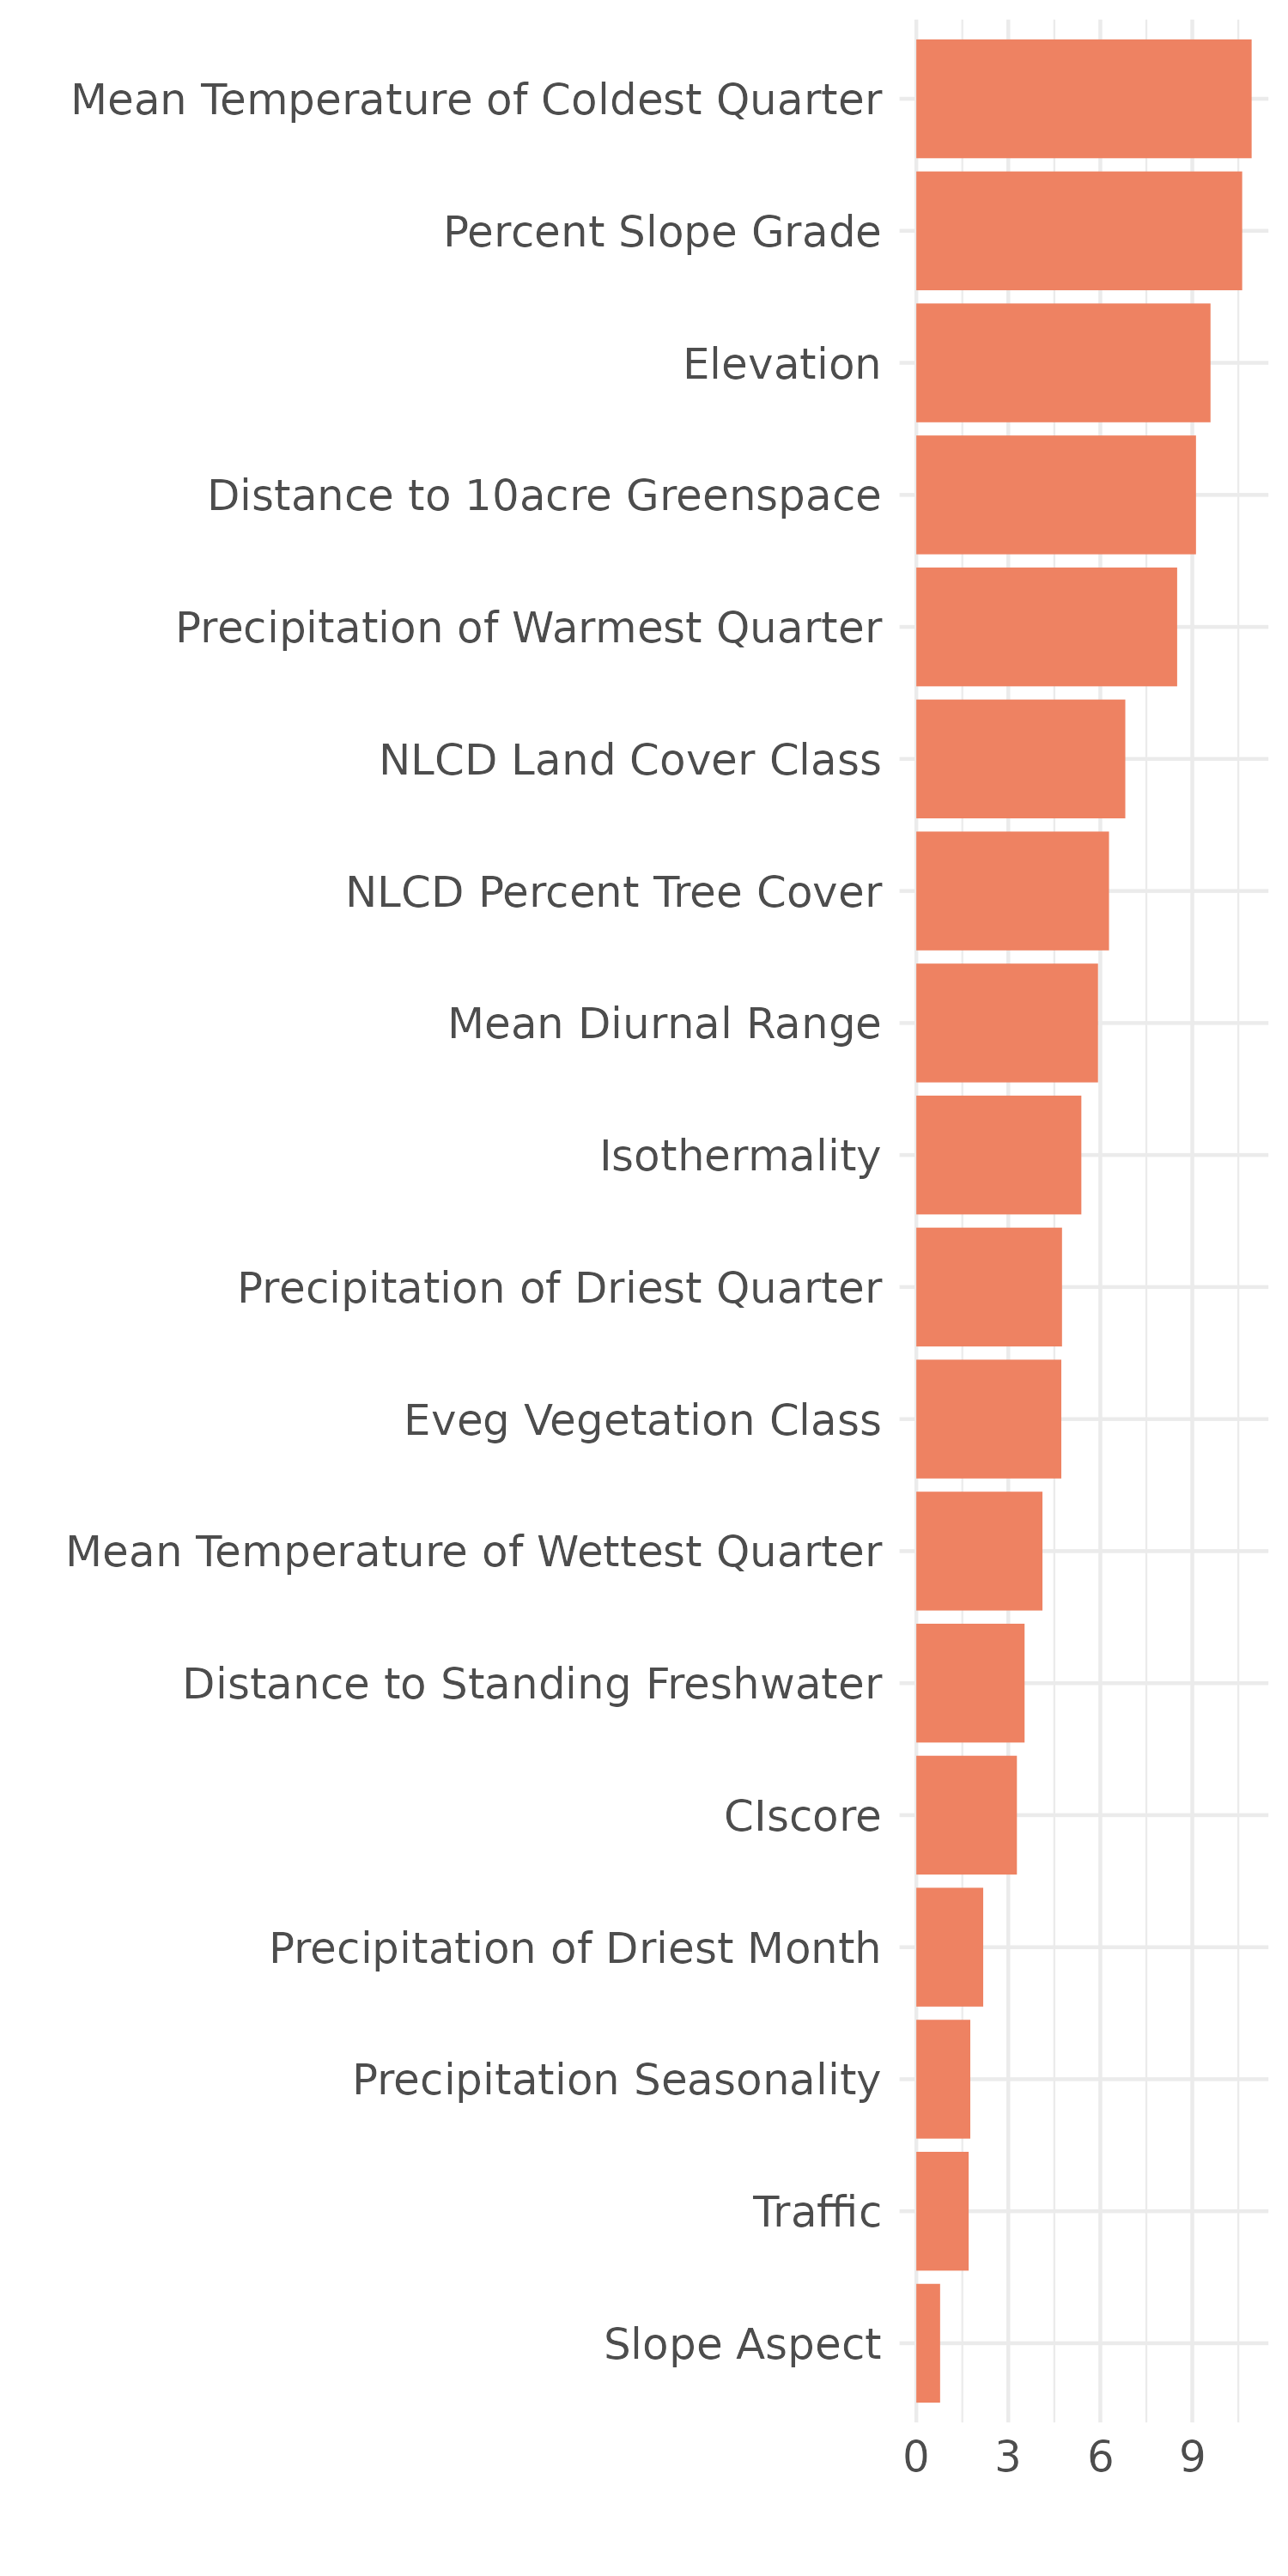 Mean Temperature of Coldest Quarter
Percent Slope Grade
Elevation
Distance to 10acre Greenspace
Precipitation of Warmest Quarter
NLCD Land Cover Class
NLCD Percent Tree Cover
Mean Diurnal Range
Isothermality
Precipitation of Driest Quarter
Eveg Vegetation Class
Mean Temperature of Wettest Quarter
Distance to Standing Freshwater
CIscore
Precipitation of Driest Month
Precipitation Seasonality
Traffic
Slope Aspect
0 3 6 9